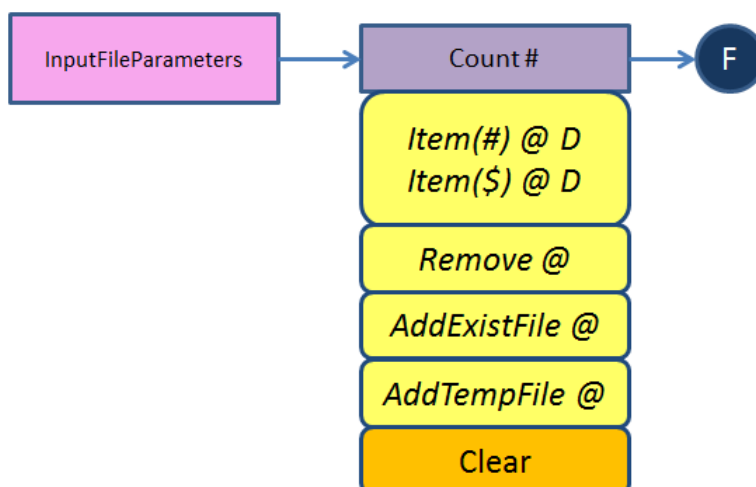 InputFileParameters
Count #
F
Item(#) @ D
Item($) @ D
Remove @
AddExistFile @
AddTempFile @
Clear